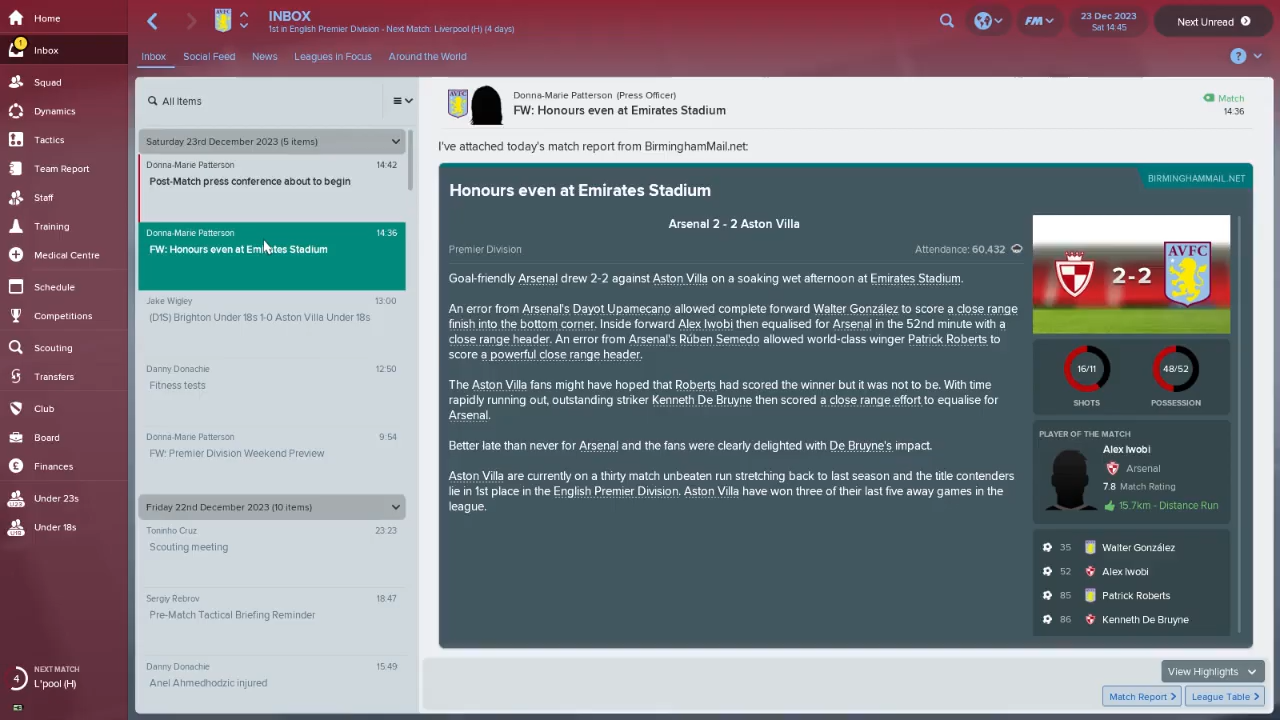 Home
Inbox
1
Squad
Dynamics
Tactics
Team Report
Staff
Training
Medical Centre
Schedule
Competitions
Scouting
Transfers
Club
Board
Finances
Under 23s
Under 18s
4
NEXT MATCH
L'pool (H)
INBOX
1st in English Premier Division - Next Match: Liverpool (H) (4 days)
FM
23 Dec 2023
Sat 14:45
Next Unread
Inbox
Social Feed
News
Leagues in Focus
Around the World
?
All Items
Saturday 23rd December 2023 (5 items)
Donna-Marie Patterson 14:42
Post-Match press conference about to begin
Donna-Marie Patterson 14:36
FW: Honours even at Emirates Stadium
Jake Wigley 13:00
(D1S) Brighton Under 18s 1-0 Aston Villa Under 18s
Danny Donachie 12:50
Fitness tests
Donna-Marie Patterson 9:54
FW: Premier Division Weekend Preview
Friday 22nd December 2023 (10 items)
Toninho Cruz 23:23
Scouting meeting
Sergiy Rebrov 18:47
Pre-Match Tactical Briefing Reminder
Danny Donachie 15:49
Anel Ahmedhodzic injured
Donna-Marie Patterson (Press Officer)
FW: Honours even at Emirates Stadium
Match
14:36
I've attached today's match report from BirminghamMail.net:
BIRMINGHAMMAIL.NET
Honours even at Emirates Stadium
Arsenal 2 - 2 Aston Villa
Premier Division
Attendance: 60,432
Goal-friendly Arsenal drew 2-2 against Aston Villa on a soaking wet afternoon at Emirates Stadium.
An error from Arsenal's Dayot Upamecano allowed complete forward Walter González to score a close range
finish into the bottom corner. Inside forward Alex Iwobi then equalised for Arsenal in the 52nd minute with a
close range header. An error from Arsenal's Rúben Semedo allowed world-class winger Patrick Roberts to
score a powerful close range header.
The Aston Villa fans might have hoped that Roberts had scored the winner but it was not to be. With time
rapidly running out, outstanding striker Kenneth De Bruyne then scored a close range effort to equalise for
Arsenal.
Better late than never for Arsenal and the fans were clearly delighted with De Bruyne's impact.
Aston Villa are currently on a thirty match unbeaten run stretching back to last season and the title contenders
lie in 1st place in the English Premier Division. Aston Villa have won three of their last five away games in the
league.
2-2
AVFC
16/11
SHOTS
48/52
POSSESSION
PLAYER OF THE MATCH
Alex Iwobi
Arsenal
7.8 Match Rating
15.7km - Distance Run
35 Walter González
52 Alex Iwobi
85 Patrick Roberts
86 Kenneth De Bruyne
View Highlights
Match Report
League Table